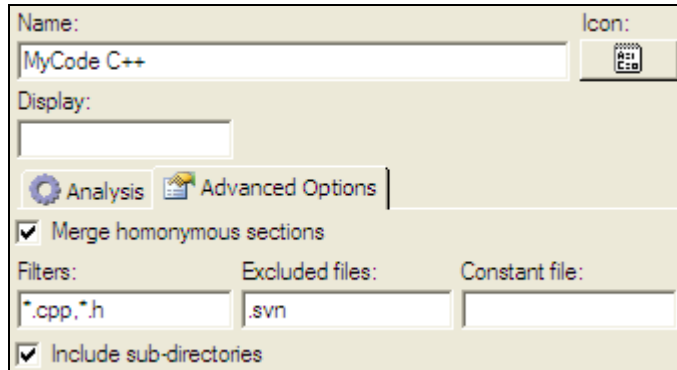 Name: Icon:
MyCode C++
Display:
Analysis Advanced Options
Merge homonymous sections
Filters: Excluded files: Constant file:
*.cpp,*.h .svn
Include sub-directories